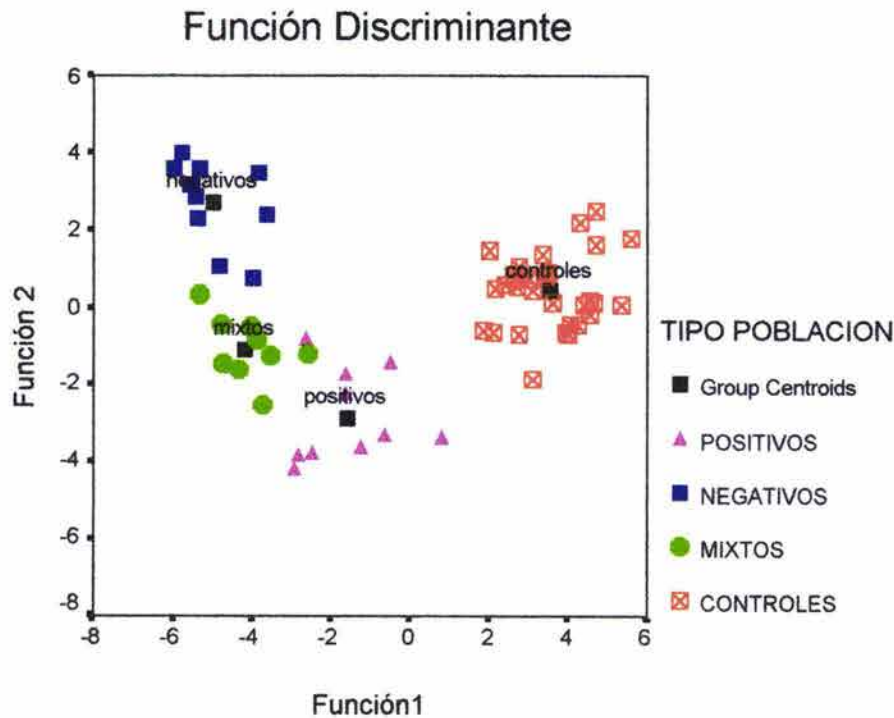 Función Discriminante
6
4
2
0
-2
-4
-6
-8
-8
-6
-4
-2
0
2
4
6
Función 2
Función1
negativos
controles
mixtos
positivos
TIPO POBLACION
Group Centroids
POSITIVOS
NEGATIVOS
MIXTOS
CONTROLES